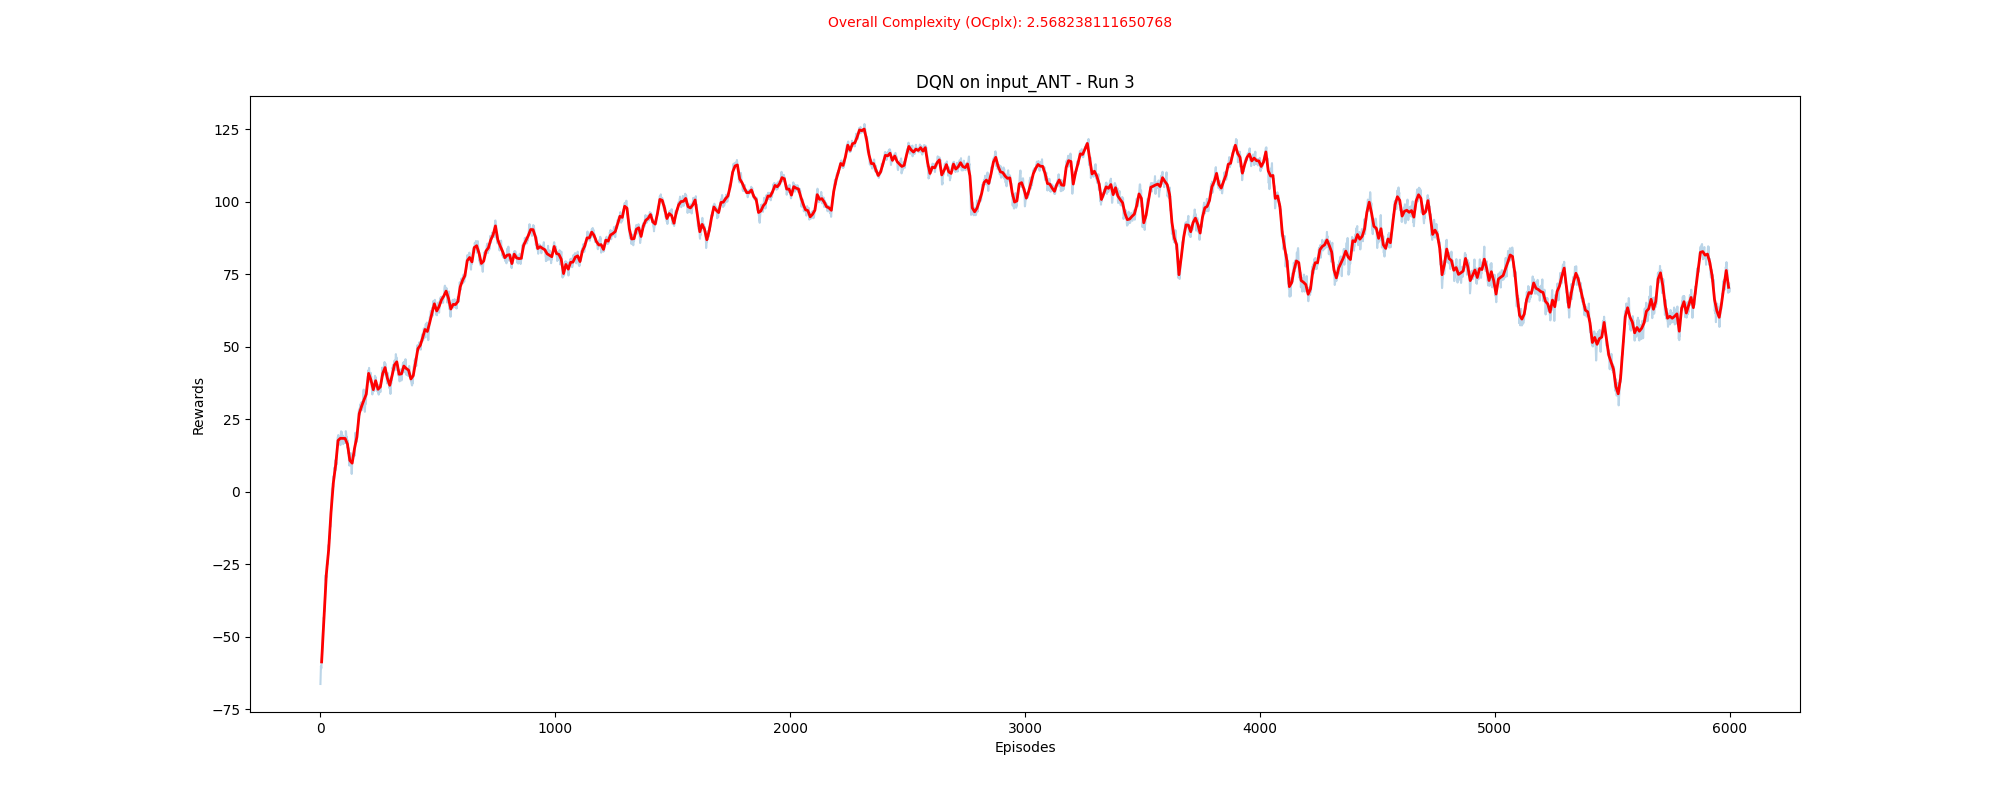 Overall Complexity (OCplx): 2.568238111650768
DQN on input_ANT - Run 3
125
100
75
50
25
0
−25
−50
−75
Rewards
0 1000 2000 3000 4000 5000 6000
Episodes